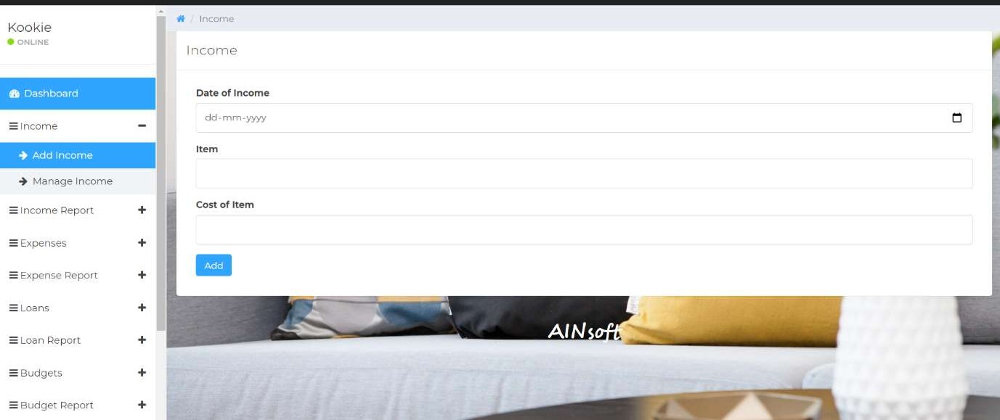 Kookie
ONLINE
Dashboard
Income
Add Income
Manage Income
Income Report
Expenses
Expense Report
Loans
Loan Report
Budgets
Budget Report
/ Income
Income
Date of Income
dd-mm-yyyy
Item
Cost of Item
Add
AINsoft